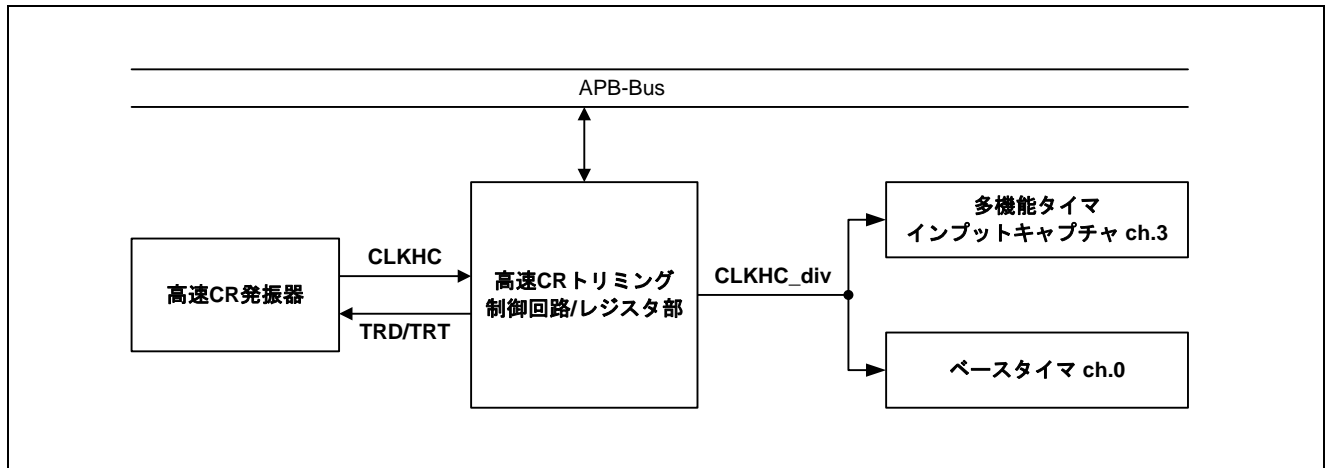 APB-Bus
多機能タイマ
インプットキャプチャ ch.3
CLKHC
高速CR発振器
高速CRトリミング
制御回路/レジスタ部
CLKHC_div
TRD/TRT
ベースタイマ ch.0